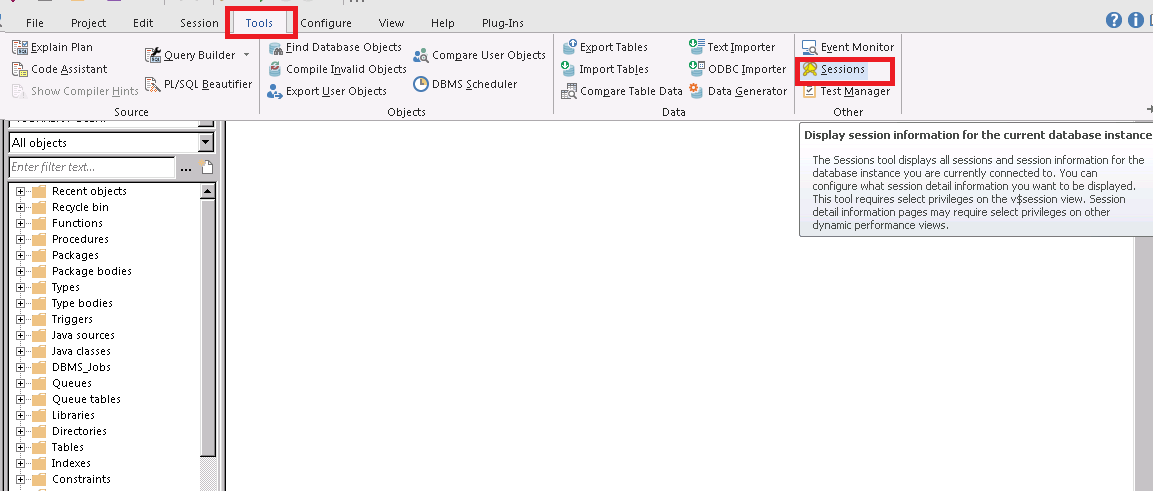 File Project Edit Session Tools Configure View Help Plug-Ins
Explain Plan Query Builder Find Database Objects Compare User Objects Export Tables Text Importer Event Monitor
Code Assistant PL/SQL Beautifier Compile Invalid Objects DBMS Scheduler Import Tables ODBC Importer Sessions
Show Compiler Hints Export User Objects Compare Table Data Data Generator Test Manager
Source Objects Data Other
All objects
Enter filter text... ...
Recent objects
Recycle bin
Functions
Procedures
Packages
Package bodies
Types
Type bodies
Triggers
Java sources
Java classes
DBMS_Jobs
Queues
Queue tables
Libraries
Directories
Tables
Indexes
Constraints
Display session information for the current database instance
The Sessions tool displays all sessions and session information for the
database instance you are currently connected to. You can
configure what session detail information you want to be displayed.
This tool requires select privileges on the v$session view. Session
detail information pages may require select privileges on other
dynamic performance views.